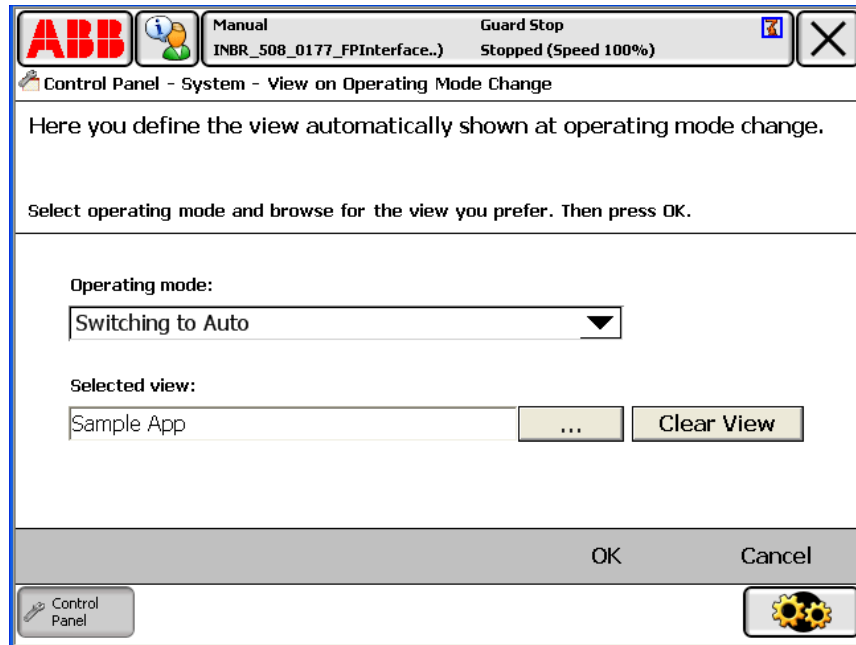 ABB
Manual
Guard Stop
INBR_508_0177_FPInterface..)
Stopped (Speed 100%)
Control Panel - System - View on Operating Mode Change
Here you define the view automatically shown at operating mode change.
Select operating mode and browse for the view you prefer. Then press OK.
Operating mode:
Switching to Auto
Selected view:
Sample App
...
Clear View
OK
Cancel
Control
Panel